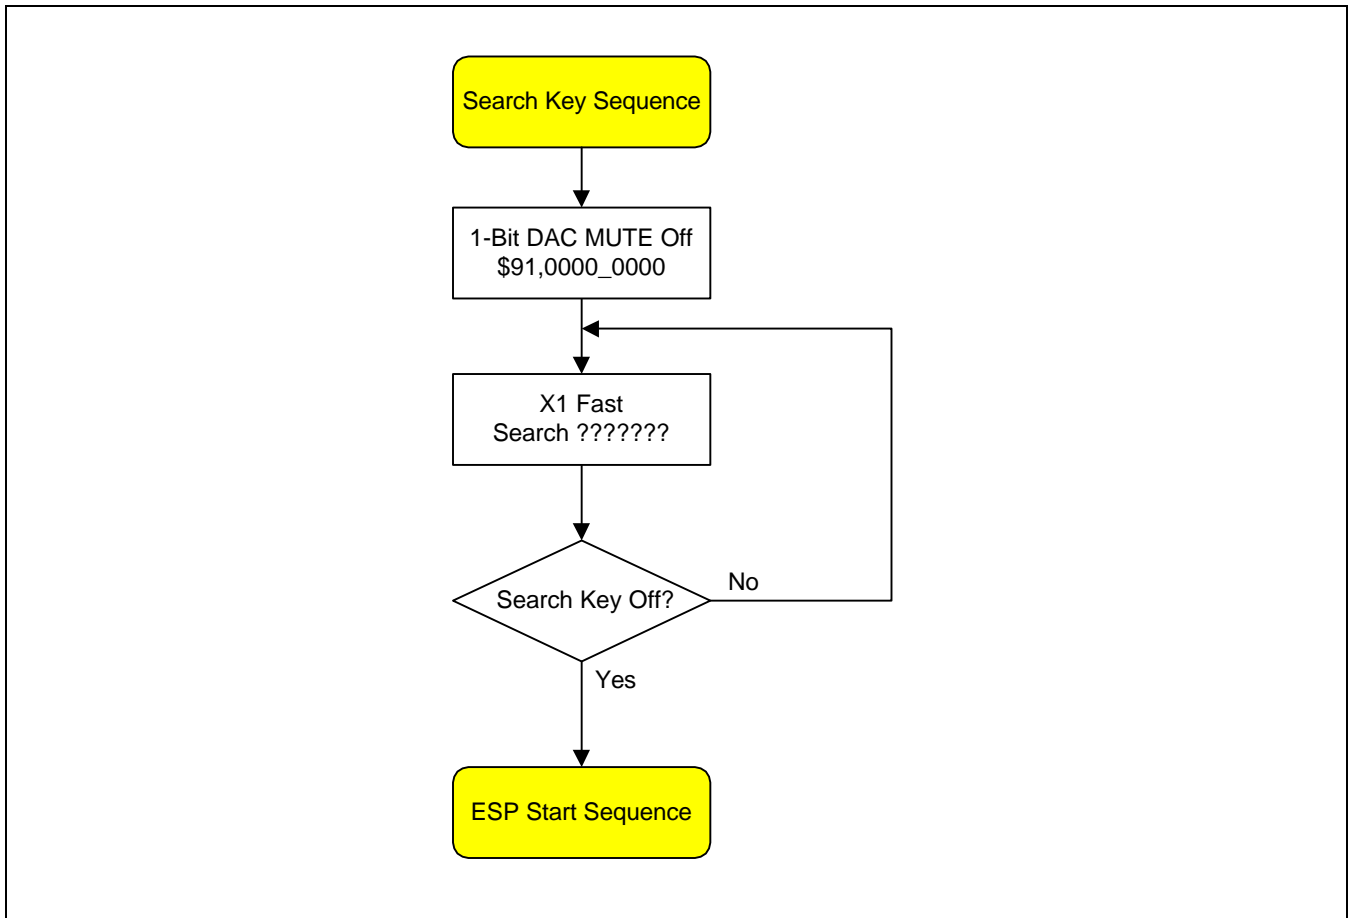 Search Key Sequence
1-Bit DAC MUTE Off
$91,0000_0000
X1 Fast
Search ???????
Search Key Off?
No
Yes
ESP Start Sequence